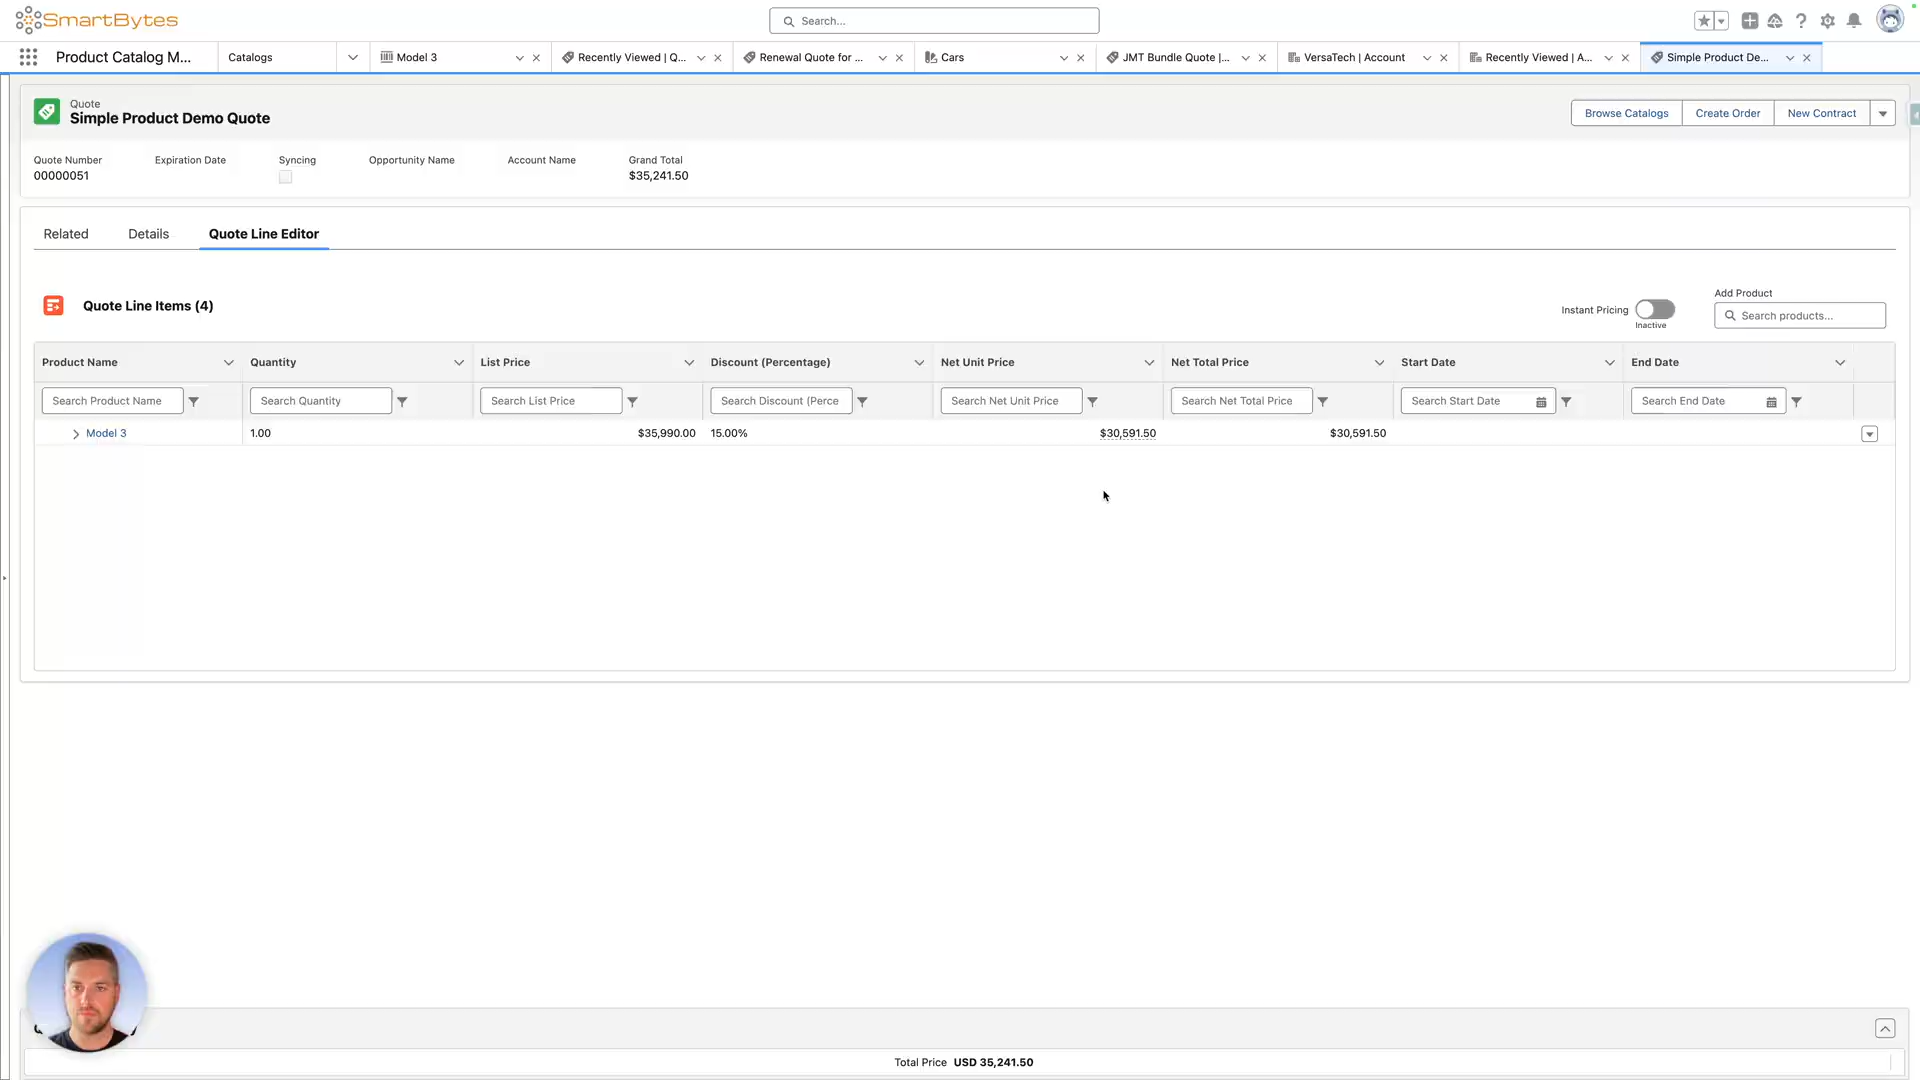 SmartBytes
Search...
Product Catalog M...
Catalogs
Model 3
Recently Viewed | Q...
Renewal Quote for ...
Cars
JMT Bundle Quote |...
VersaTech | Account
Recently Viewed | A...
Simple Product De...
Quote
Simple Product Demo Quote
Browse Catalogs
Create Order
New Contract
Quote Number
Expiration Date
Syncing
Opportunity Name
Account Name
Grand Total
00000051
$35,241.50
Related
Details
Quote Line Editor
Quote Line Items (4)
Instant Pricing
Inactive
Add Product
Search products...
Product Name
Quantity
List Price
Discount (Percentage)
Net Unit Price
Net Total Price
Start Date
End Date
Search Product Name
Search Quantity
Search List Price
Search Discount (Perce
Search Net Unit Price
Search Net Total Price
Search Start Date
Search End Date
Model 3
1.00
$35,990.00
15.00%
$30,591.50
$30,591.50
Total Price USD 35,241.50